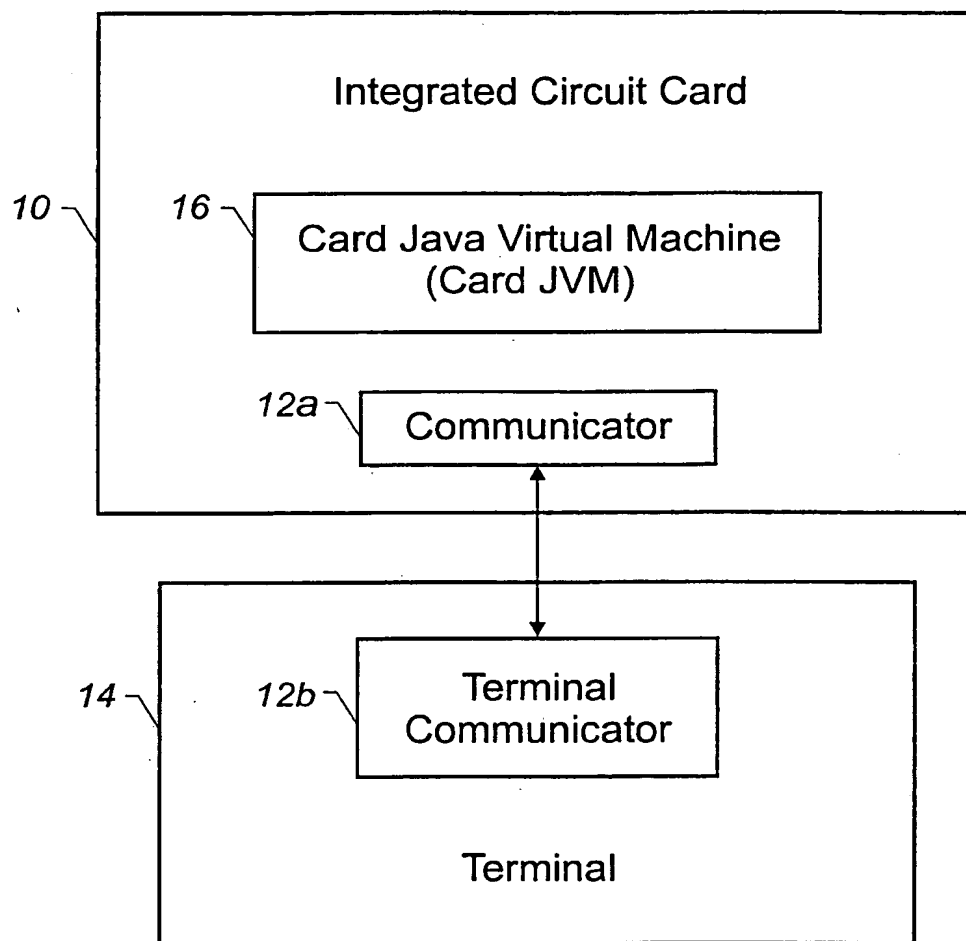 Integrated Circuit Card
10
16
Card Java Virtual Machine
(Card JVM)
12a
Communicator
14
12b
Terminal
Communicator
Terminal